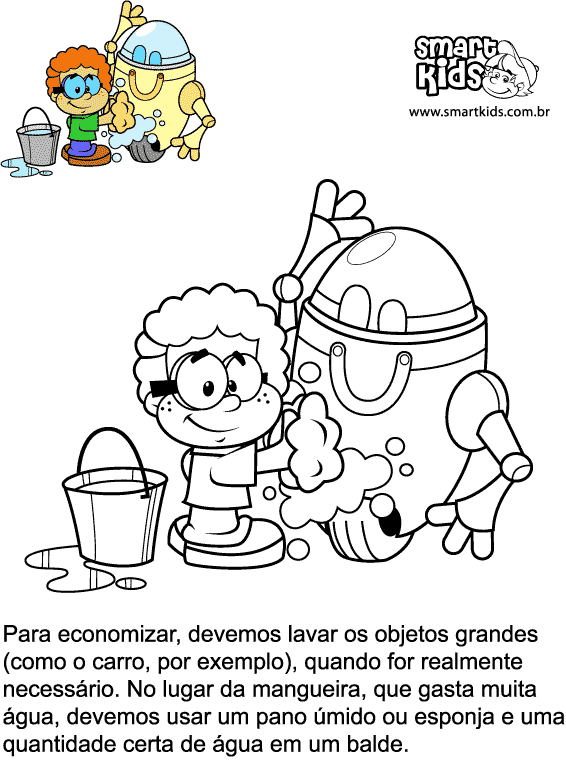 smart
kids
www.smartkids.com.br
Para economizar, devemos lavar os objetos grandes
(como o carro, por exemplo), quando for realmente
necessário. No lugar da mangueira, que gasta muita
água, devemos usar um pano úmido ou esponja e uma
quantidade certa de água em um balde.